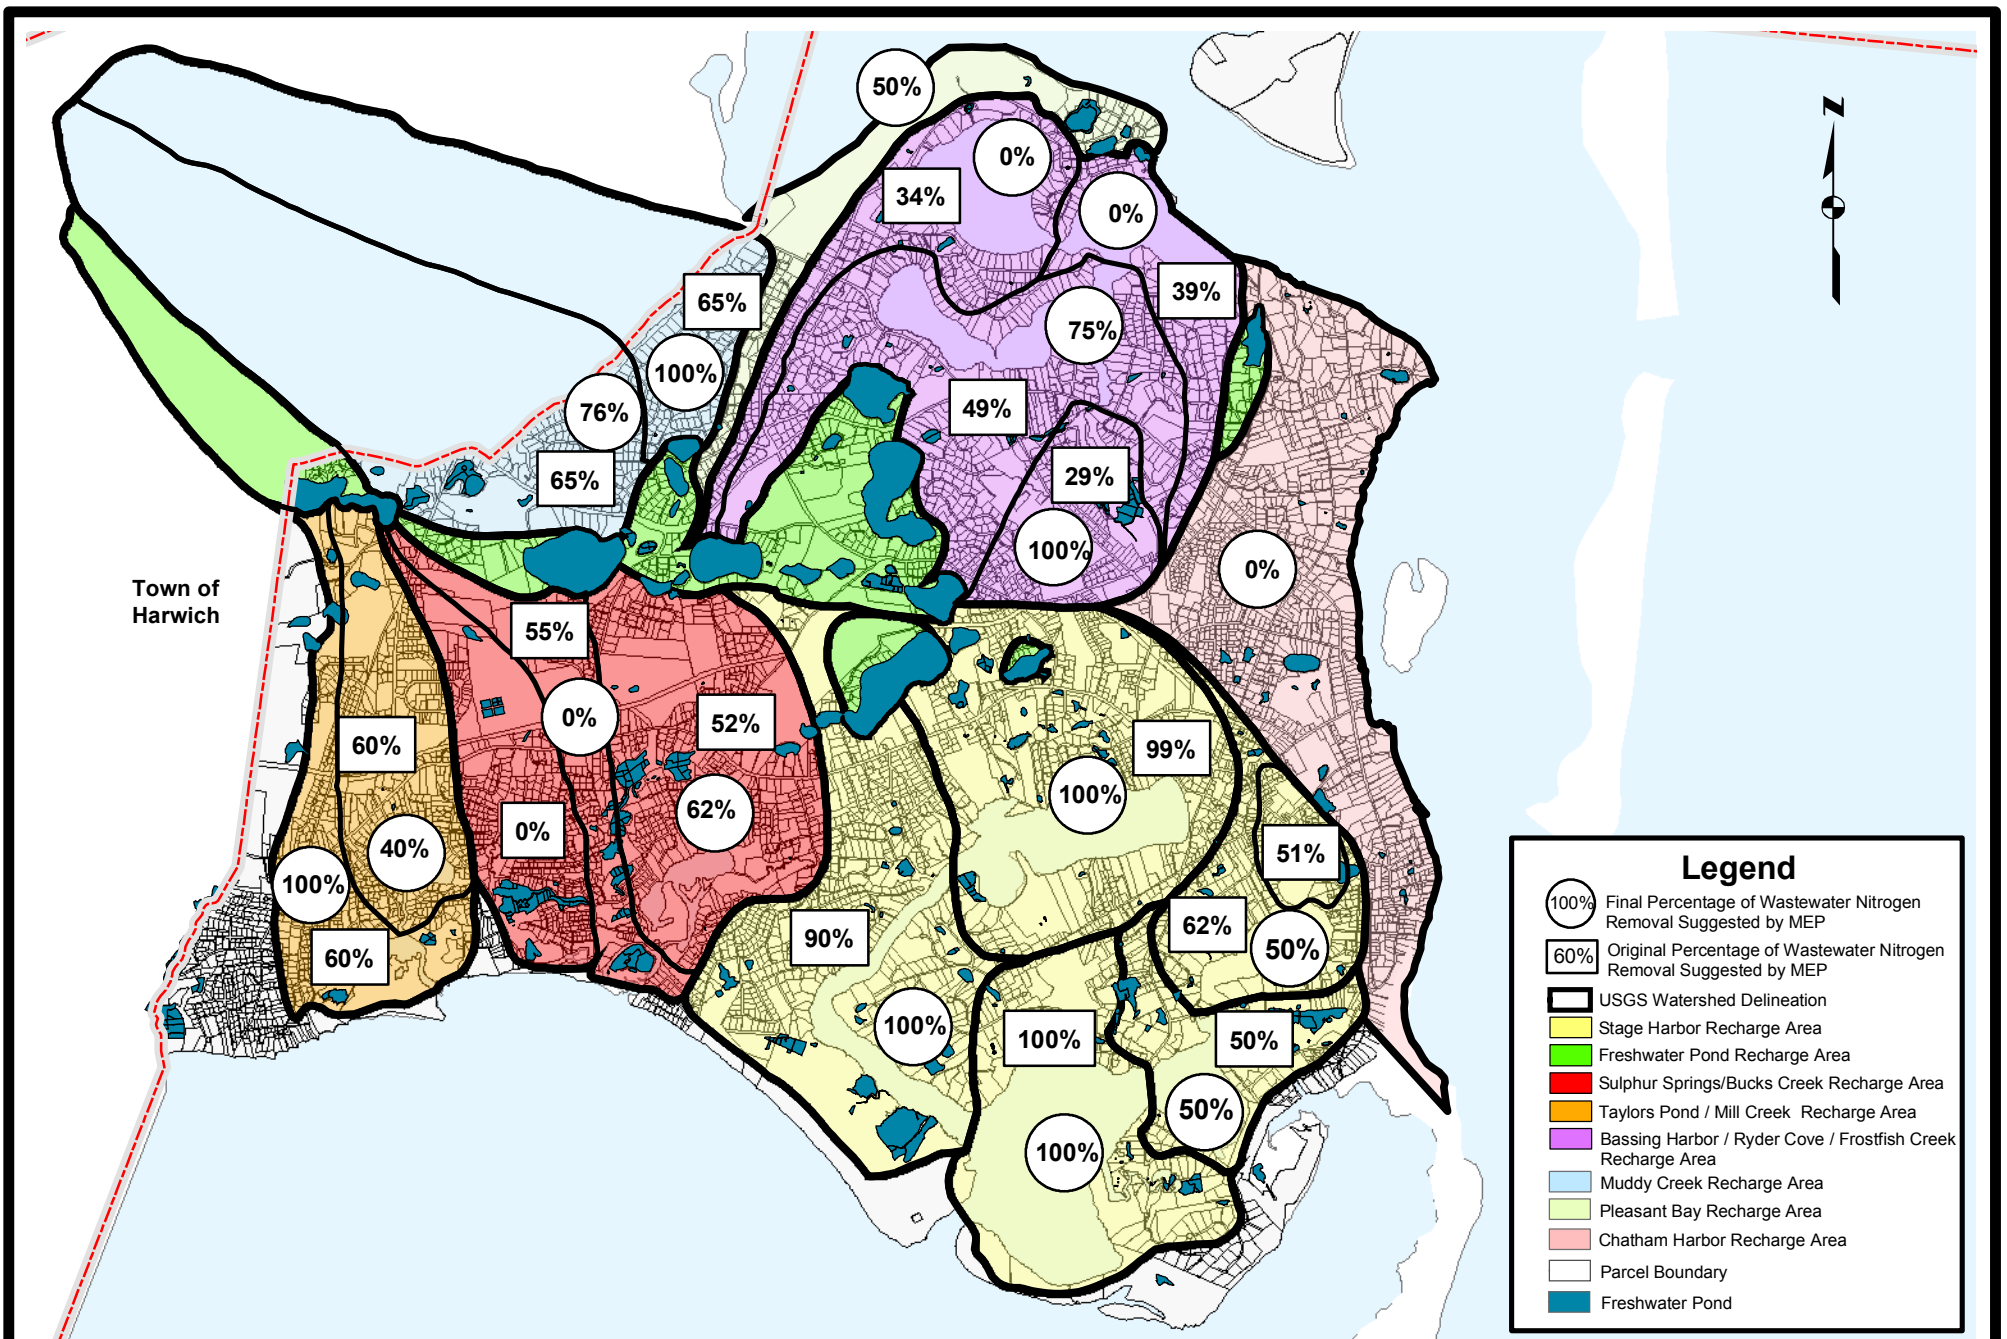 50%
0%
34%
0%
39%
65%
75%
100%
76%
49%
65%
29%
100%
0%
Town of
Harwich
55%
0%
52%
60%
99%
100%
62%
0%
40%
51%
100%
90%
62%
50%
60%
100%
100%
50%
50%
100%
Z
Legend
100% Final Percentage of Wastewater Nitrogen
Removal Suggested by MEP
60% Original Percentage of Wastewater Nitrogen
Removal Suggested by MEP
USGS Watershed Delineation
Stage Harbor Recharge Area
Freshwater Pond Recharge Area
Sulphur Springs/Bucks Creek Recharge Area
Taylors Pond / Mill Creek Recharge Area
Bassing Harbor / Ryder Cove / Frostfish Creek
Recharge Area
Muddy Creek Recharge Area
Pleasant Bay Recharge Area
Chatham Harbor Recharge Area
Parcel Boundary
Freshwater Pond